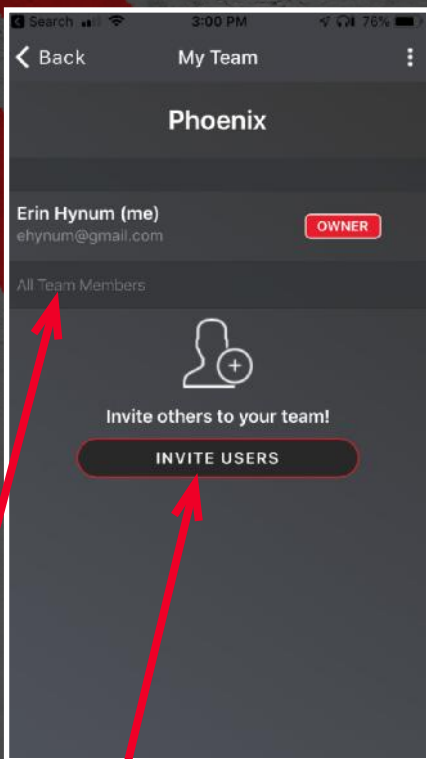 Search 3:00 PM 76%
Back My Team
Phoenix
Erin Hynum (me)
ehynum@gmail.com OWNER
All Team Members
Invite others to your team!
INVITE USERS